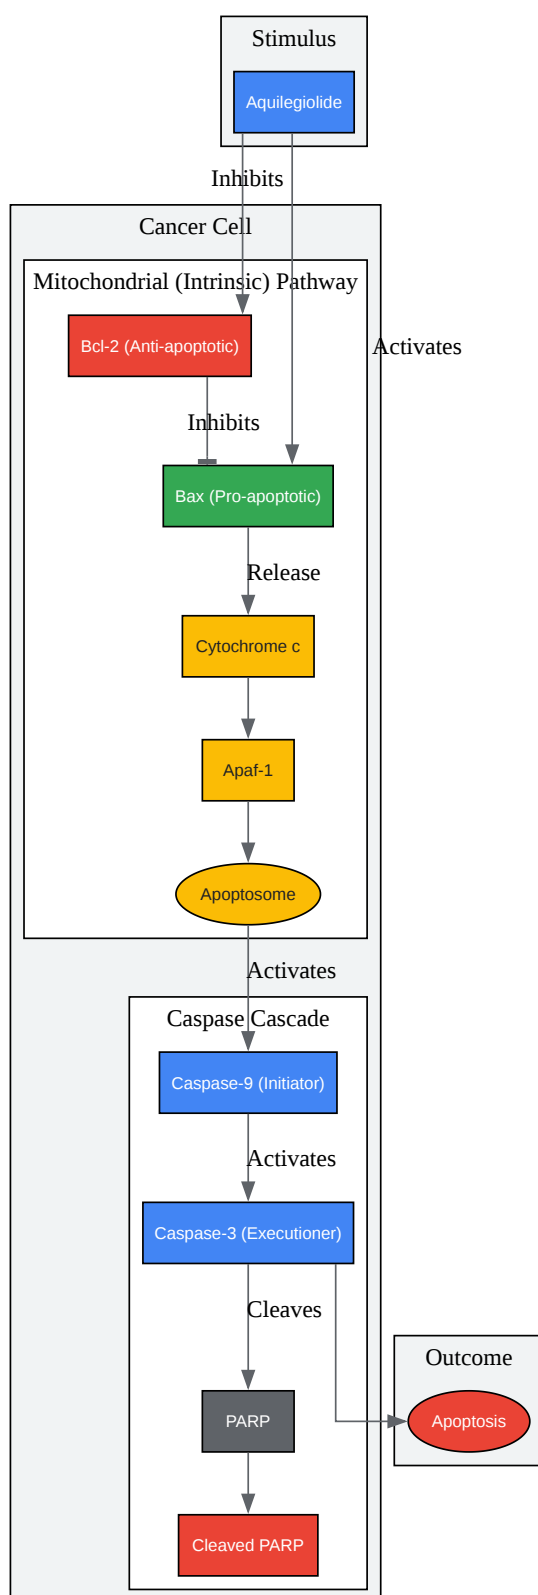 Stimulus
Aquilegiolide
Inhibits
Cancer Cell
Mitochondrial (Intrinsic) Pathway
Bcl-2 (Anti-apoptotic)
Activates
Inhibits
Bax (Pro-apoptotic)
Release
Cytochrome c
Apaf-1
Apoptosome
Activates
Caspase Cascade
Caspase-9 (Initiator)
Activates
Caspase-3 (Executioner)
Cleaves
Outcome
PARP
Apoptosis
Cleaved PARP